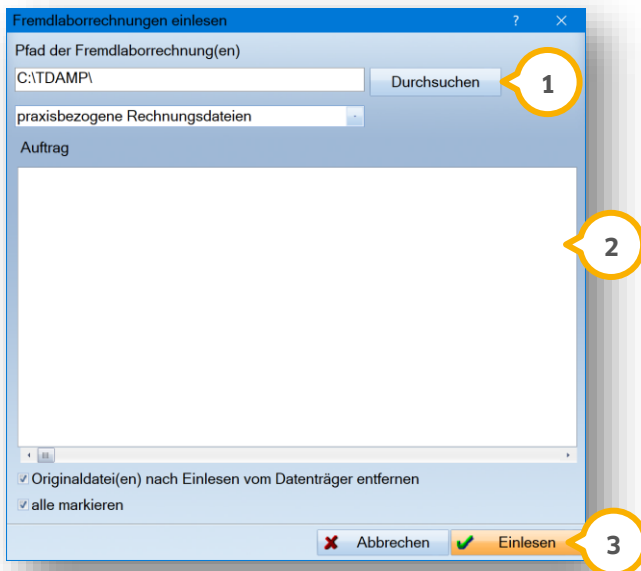 Fremdlaborrechnungen einlesen ?
Pfad der Fremdlaborrechnung(en)
C:\TDAMP\ Durchsuchen 1
praxisbezogene Rechnungsdateien
Auftrag
2
Originaldatei(en) nach Einlesen vom Datenträger entfernen
alle markieren
Abbrechen Einlesen 3